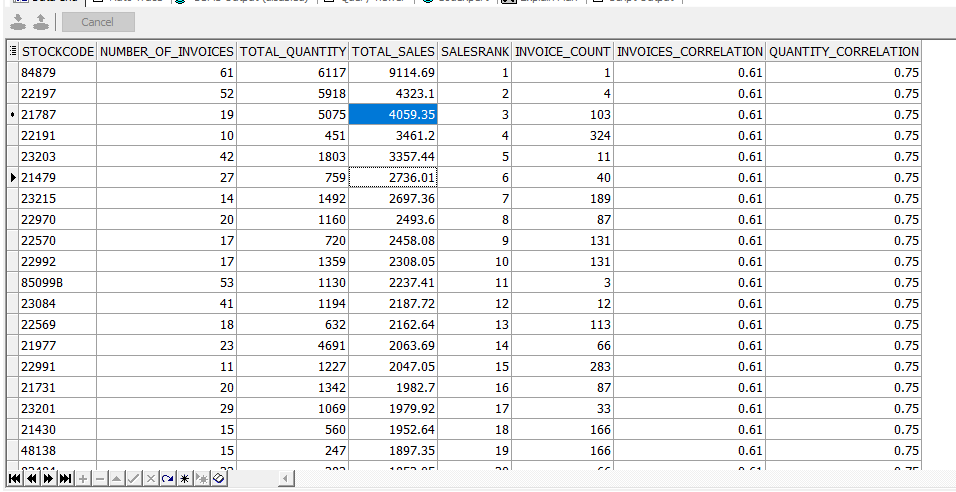 Cancel
STOCKCODE NUMBER_OF_INVOICES TOTAL_QUANTITY TOTAL_SALES SALESRANK INVOICE_COUNT INVOICES_CORRELATION QUANTITY_CORRELATION
84879 61 6117 9114.69 1 1 0.61 0.75
22197 52 5918 4323.1 2 4 0.61 0.75
21787 19 5075 4059.35 3 103 0.61 0.75
22191 10 451 3461.2 4 324 0.61 0.75
23203 42 1803 3357.44 5 11 0.61 0.75
21479 27 759 2736.01 6 40 0.61 0.75
23215 14 1492 2697.36 7 189 0.61 0.75
22970 20 1160 2493.6 8 87 0.61 0.75
22570 17 720 2458.08 9 131 0.61 0.75
22992 17 1359 2308.05 10 131 0.61 0.75
85099B 53 1130 2237.41 11 3 0.61 0.75
23084 41 1194 2187.72 12 12 0.61 0.75
22569 18 632 2162.64 13 113 0.61 0.75
21977 23 4691 2063.69 14 66 0.61 0.75
22991 11 1227 2047.05 15 283 0.61 0.75
21731 20 1342 1982.7 16 87 0.61 0.75
23201 29 1069 1979.92 17 33 0.61 0.75
21430 15 560 1952.64 18 166 0.61 0.75
48138 15 247 1897.35 19 166 0.61 0.75